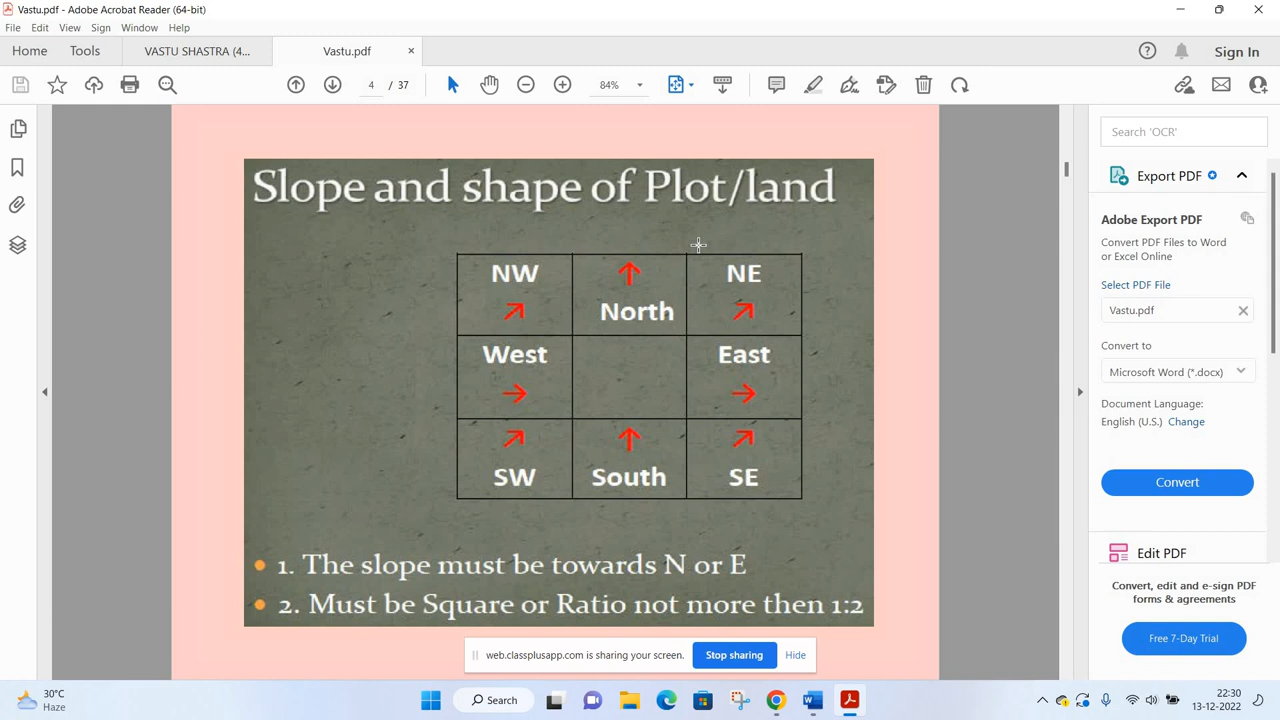 Vastu.pdf - Adobe Acrobat Reader (64-bit)
File Edit View Sign Window Help
Home Tools VASTU SHASTRA (4... Vastu.pdf × Sign In
4 / 37 84%
Slope and shape of Plot/land
NW ↑ NE
↗ North ↗
West East
→ →
↗ ↑ ↗
SW South SE
• 1. The slope must be towards N or E
• 2. Must be Square or Ratio not more then 1:2
web.classplusapp.com is sharing your screen. Stop sharing Hide
Search 'OCR'
Export PDF
Adobe Export PDF
Convert PDF Files to Word
or Excel Online
Select PDF File
Vastu.pdf
Convert to
Microsoft Word (*.docx)
Document Language:
English (U.S.) Change
Convert
Edit PDF
Convert, edit and e-sign PDF
forms & agreements
Free 7-Day Trial
30°C
Haze
Search
22:30
13-12-2022